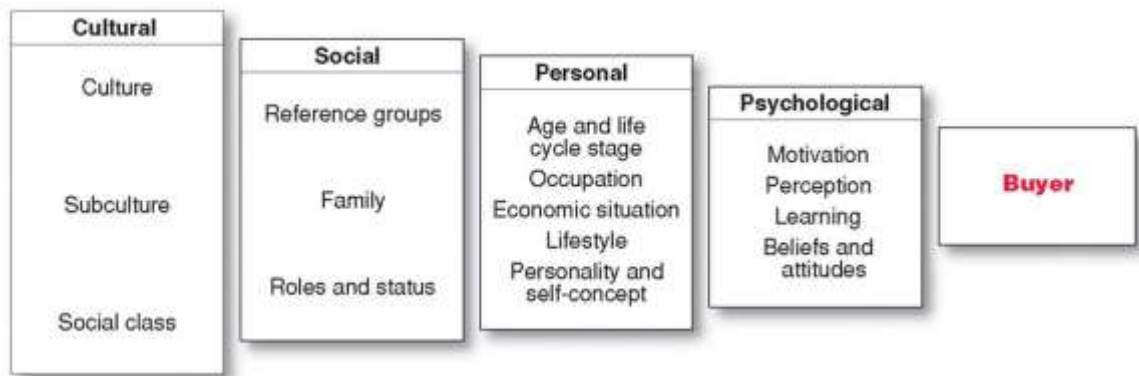 Cultural
Culture
Subculture
Social class
Social
Reference groups
Family
Roles and status
Personal
Age and life
cycle stage
Occupation
Economic situation
Lifestyle
Personality and
self-concept
Psychological
Motivation
Perception
Learning
Beliefs and
attitudes
Buyer